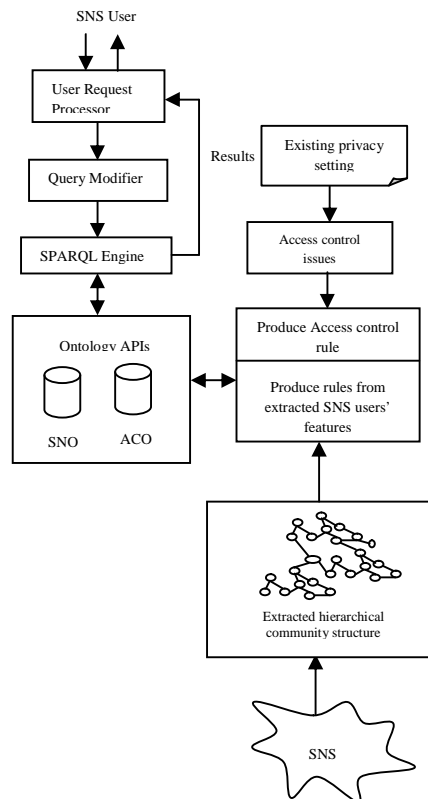 SNS User
User Request
Processor
Query Modifier
SPARQL Engine
Results
Existing privacy
setting
Access control
issues
Produce Access control
rule
Produce rules from
extracted SNS users’
features
Ontology APIs
SNO
ACO
Extracted hierarchical
community structure
SNS